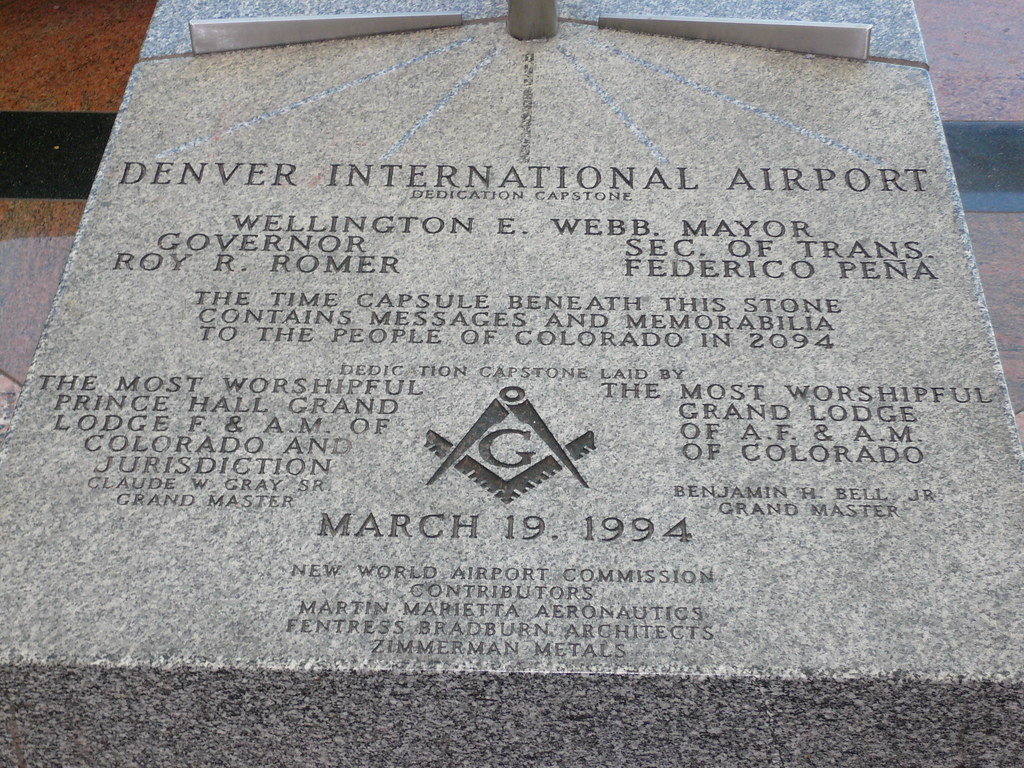 DENVER INTERNATIONAL AIRPORT
DEDICATION CAPSTONE
WELLINGTON E. WEBB. MAYOR
GOVERNOR
ROY R. ROMER
SEC. OF TRANS.
FEDERICO PEÑA
THE TIME CAPSULE BENEATH THIS STONE
CONTAINS MESSAGES AND MEMORABILIA
TO THE PEOPLE OF COLORADO IN 2094
DEDIC TION CAPSTONE LAID BY
THE MOST WORSHIPFUL
PRINCE HALL GRAND
LODGE F. & A.M. OF
COLORADO AND
JURISDICTION
CLAUDE W. GRAY, SR.
GRAND MASTER
G
THE MOST WORSHIPFUL
GRAND LODGE
OF A.F. & A.M.
OF COLORADO
BENJAMIN H. BELL, JR.
GRAND MASTER
MARCH 19. 1994
NEW WORLD AIRPORT COMMISSION
CONTRIBUTORS
MARTIN MARIETTA AERONAUTICS
FENTRESS BRADBURN ARCHITECTS
ZIMMERMAN METALS